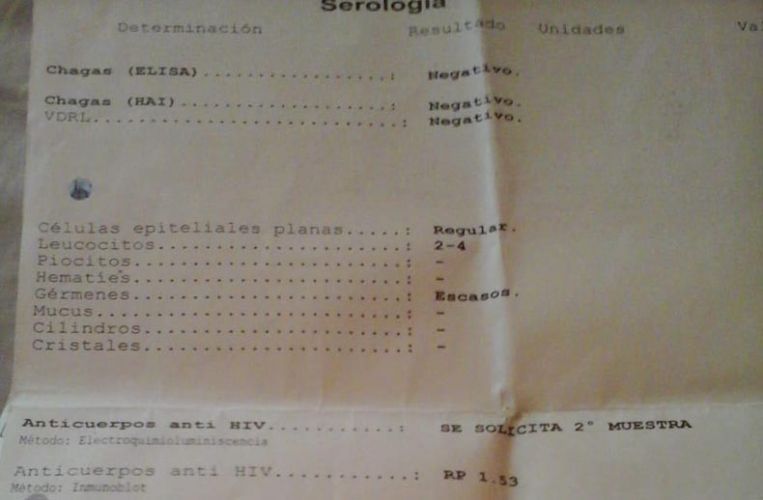 Serología
Determinación Resultado Unidades Val
Chagas (ELISA)..................: Negativo.
Chagas (HAI).......................: Negativo.
VDRL.............................: Negativo.
Células epiteliales planas.....: Regular.
Leucocitos.......................: 2-4
Piocitos..........................: -
Hematíes.........................: -
Gérmenes.........................: Escasos.
Mucus............................: -
Cilindros........................: -
Cristales........................: -
Anticuerpos anti HIV............: SE SOLICITA 2° MUESTRA
Método: Electroquimioluminiscencia
Anticuerpos anti HIV............: RP 1.53
Método: Inmunoblot